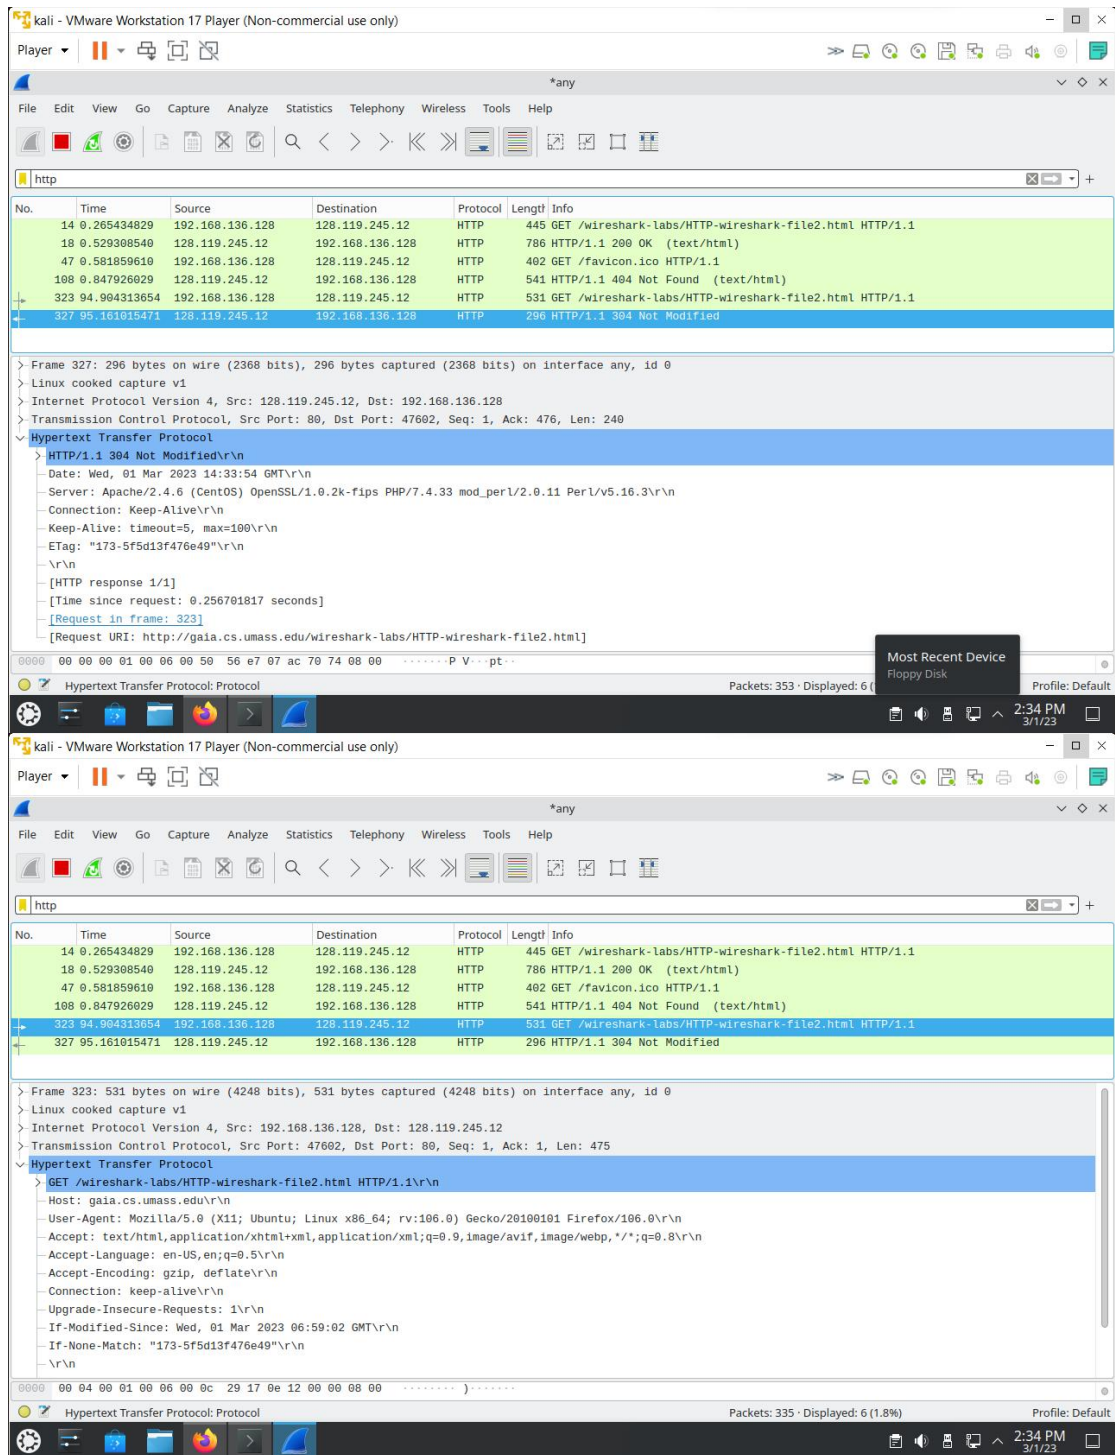 kali - VMware Workstation 17 Player (Non-commercial use only)
Player
*any
File Edit View Go Capture Analyze Statistics Telephony Wireless Tools Help
http
No. Time Source Destination Protocol Length Info
14 0.265434829 192.168.136.128 128.119.245.12 HTTP 445 GET /wireshark-labs/HTTP-wireshark-file2.html HTTP/1.1
18 0.529308540 128.119.245.12 192.168.136.128 HTTP 786 HTTP/1.1 200 OK (text/html)
47 0.581859610 192.168.136.128 128.119.245.12 HTTP 402 GET /favicon.ico HTTP/1.1
108 0.847926029 128.119.245.12 192.168.136.128 HTTP 541 HTTP/1.1 404 Not Found (text/html)
323 94.904313654 192.168.136.128 128.119.245.12 HTTP 531 GET /wireshark-labs/HTTP-wireshark-file2.html HTTP/1.1
327 95.161015471 128.119.245.12 192.168.136.128 HTTP 296 HTTP/1.1 304 Not Modified
Frame 327: 296 bytes on wire (2368 bits), 296 bytes captured (2368 bits) on interface any, id 0
Linux cooked capture v1
Internet Protocol Version 4, Src: 128.119.245.12, Dst: 192.168.136.128
Transmission Control Protocol, Src Port: 80, Dst Port: 47602, Seq: 1, Ack: 476, Len: 240
Hypertext Transfer Protocol
HTTP/1.1 304 Not Modified\r\n
Date: Wed, 01 Mar 2023 14:33:54 GMT\r\n
Server: Apache/2.4.6 (CentOS) OpenSSL/1.0.2k-fips PHP/7.4.33 mod_perl/2.0.11 Perl/v5.16.3\r\n
Connection: Keep-Alive\r\n
Keep-Alive: timeout=5, max=100\r\n
ETag: "173-5f5d13f476e49"\r\n
\r\n
[HTTP response 1/1]
[Time since request: 0.256701817 seconds]
[Request in frame: 323]
[Request URI: http://gaia.cs.umass.edu/wireshark-labs/HTTP-wireshark-file2.html]
0000 00 00 00 01 00 06 00 50 56 e7 07 ac 70 74 08 00 ·······P V···pt··
Most Recent Device
Floppy Disk
Hypertext Transfer Protocol: Protocol Packets: 353 · Displayed: 6 Profile: Default
2:34 PM
3/1/23
kali - VMware Workstation 17 Player (Non-commercial use only)
Player
*any
File Edit View Go Capture Analyze Statistics Telephony Wireless Tools Help
http
No. Time Source Destination Protocol Length Info
14 0.265434829 192.168.136.128 128.119.245.12 HTTP 445 GET /wireshark-labs/HTTP-wireshark-file2.html HTTP/1.1
18 0.529308540 128.119.245.12 192.168.136.128 HTTP 786 HTTP/1.1 200 OK (text/html)
47 0.581859610 192.168.136.128 128.119.245.12 HTTP 402 GET /favicon.ico HTTP/1.1
108 0.847926029 128.119.245.12 192.168.136.128 HTTP 541 HTTP/1.1 404 Not Found (text/html)
323 94.904313654 192.168.136.128 128.119.245.12 HTTP 531 GET /wireshark-labs/HTTP-wireshark-file2.html HTTP/1.1
327 95.161015471 128.119.245.12 192.168.136.128 HTTP 296 HTTP/1.1 304 Not Modified
Frame 323: 531 bytes on wire (4248 bits), 531 bytes captured (4248 bits) on interface any, id 0
Linux cooked capture v1
Internet Protocol Version 4, Src: 192.168.136.128, Dst: 128.119.245.12
Transmission Control Protocol, Src Port: 47602, Dst Port: 80, Seq: 1, Ack: 1, Len: 475
Hypertext Transfer Protocol
GET /wireshark-labs/HTTP-wireshark-file2.html HTTP/1.1\r\n
Host: gaia.cs.umass.edu\r\n
User-Agent: Mozilla/5.0 (X11; Ubuntu; Linux x86_64; rv:106.0) Gecko/20100101 Firefox/106.0\r\n
Accept: text/html,application/xhtml+xml,application/xml;q=0.9,image/avif,image/webp,*/*;q=0.8\r\n
Accept-Language: en-US,en;q=0.5\r\n
Accept-Encoding: gzip, deflate\r\n
Connection: keep-alive\r\n
Upgrade-Insecure-Requests: 1\r\n
If-Modified-Since: Wed, 01 Mar 2023 06:59:02 GMT\r\n
If-None-Match: "173-5f5d13f476e49"\r\n
\r\n
0000 00 04 00 01 00 06 00 0c 29 17 0e 12 00 00 08 00 ········ )·······
Hypertext Transfer Protocol: Protocol Packets: 335 · Displayed: 6 (1.8%) Profile: Default
2:34 PM
3/1/23